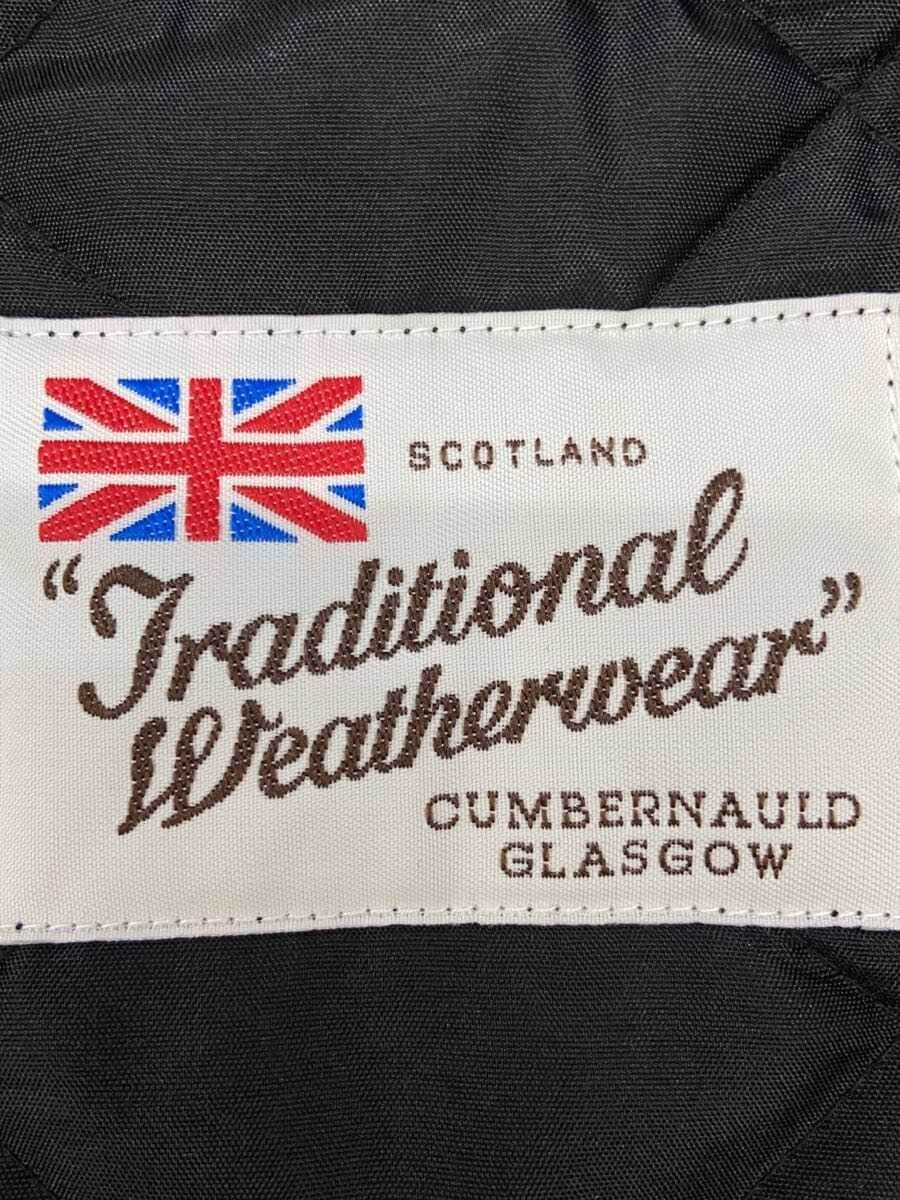 SCOTLAND
“Traditional
Weatherwear”
CUMBERNAULD
GLASGOW